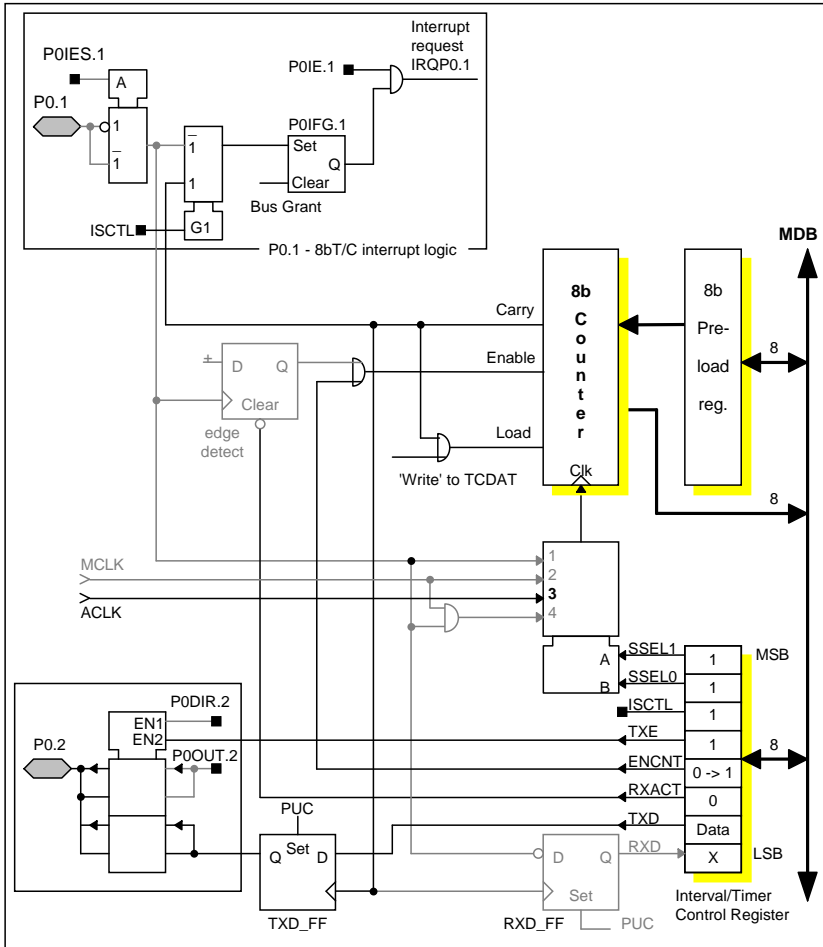 Interrupt
request
IRQP0.1
P0IES.1
P0IE.1
A
P0.1
1
1
P0IFG.1
1
Set
Q
1
Clear
Bus Grant
ISCTL
G1
P0.1 - 8bT/C interrupt logic
MDB
8b
Counter
8b
Pre-
load
reg.
Carry
8
Enable
+
D
Q
Clear
edge
detect
Load
'Write' to TCDAT
Clk
8
MCLK
ACLK
1
2
3
4
A
B
SSEL1
1
MSB
SSEL0
1
ISCTL
1
TXE
1
8
ENCNT
0 -> 1
RXACT
0
TXD
Data
RXD
X
LSB
P0DIR.2
EN1
EN2
P0.2
P0OUT.2
PUC
Q
Set
D
TXD_FF
D
Q
Set
RXD_FF
PUC
Interval/Timer
Control Register